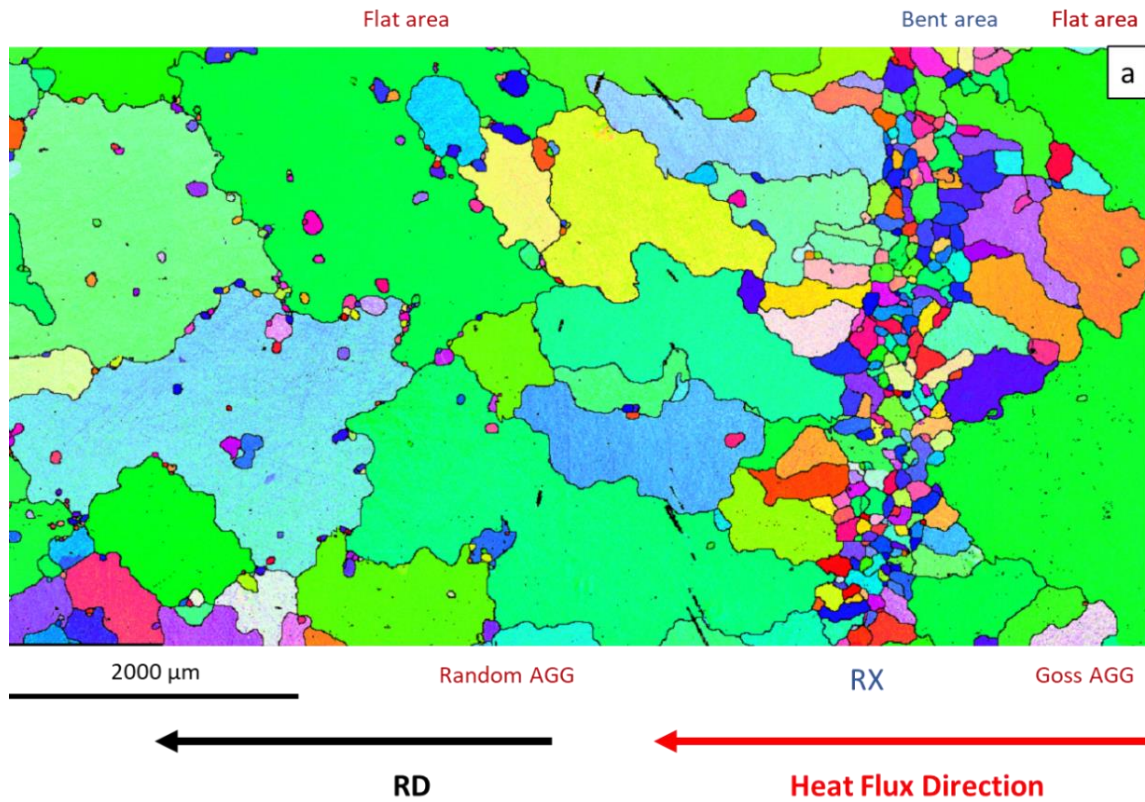 Flat area Bent area Flat area
a
2000 µm Random AGG RX Goss AGG
RD Heat Flux Direction